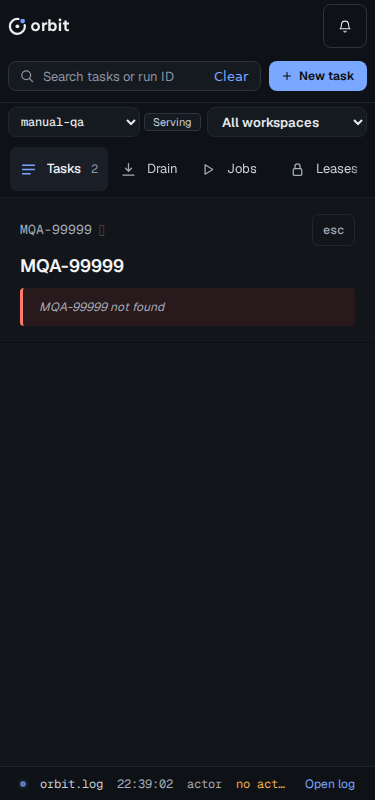 orbit
Search tasks or run ID Clear
+ New task
manual-qa Serving All workspaces
Tasks 2 Drain Jobs Leases
MQA-99999 esc
MQA-99999
MQA-99999 not found
orbit.log 22:39:02 actor no act… Open log